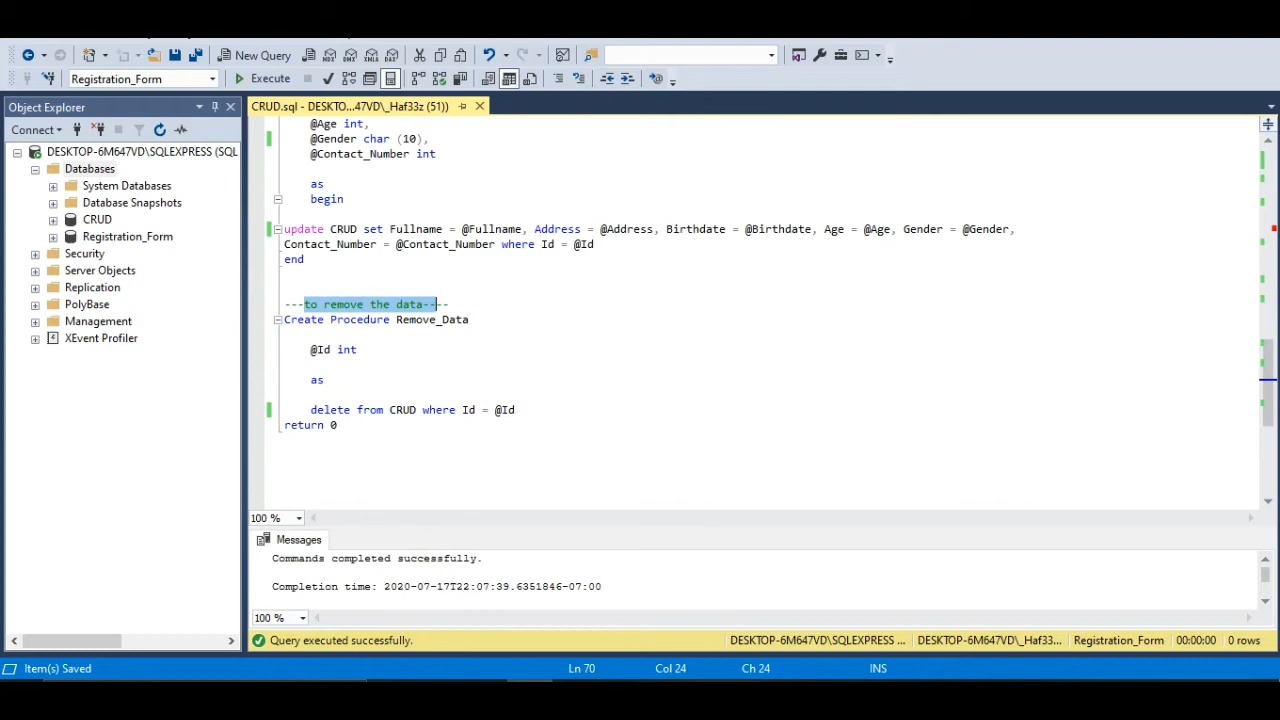 New Query
MDX
DMX
XMLA
DAX
Registration_Form
Execute
Object Explorer
CRUD.sql - DESKTO...47VD\_Haf33z (51))
Connect
DESKTOP-6M647VD\SQLEXPRESS (SQL
Databases
System Databases
Database Snapshots
CRUD
Registration_Form
Security
Server Objects
Replication
PolyBase
Management
XEvent Profiler
@Age int,
@Gender char (10),
@Contact_Number int
as
begin
update CRUD set Fullname = @Fullname, Address = @Address, Birthdate = @Birthdate, Age = @Age, Gender = @Gender,
Contact_Number = @Contact_Number where Id = @Id
end
---to remove the data----
Create Procedure Remove_Data
@Id int
as
delete from CRUD where Id = @Id
return 0
100 %
Messages
Commands completed successfully.
Completion time: 2020-07-17T22:07:39.6351846-07:00
100 %
Query executed successfully.
DESKTOP-6M647VD\SQLEXPRESS ...
DESKTOP-6M647VD\_Haf33...
Registration_Form
00:00:00
0 rows
Item(s) Saved
Ln 70
Col 24
Ch 24
INS